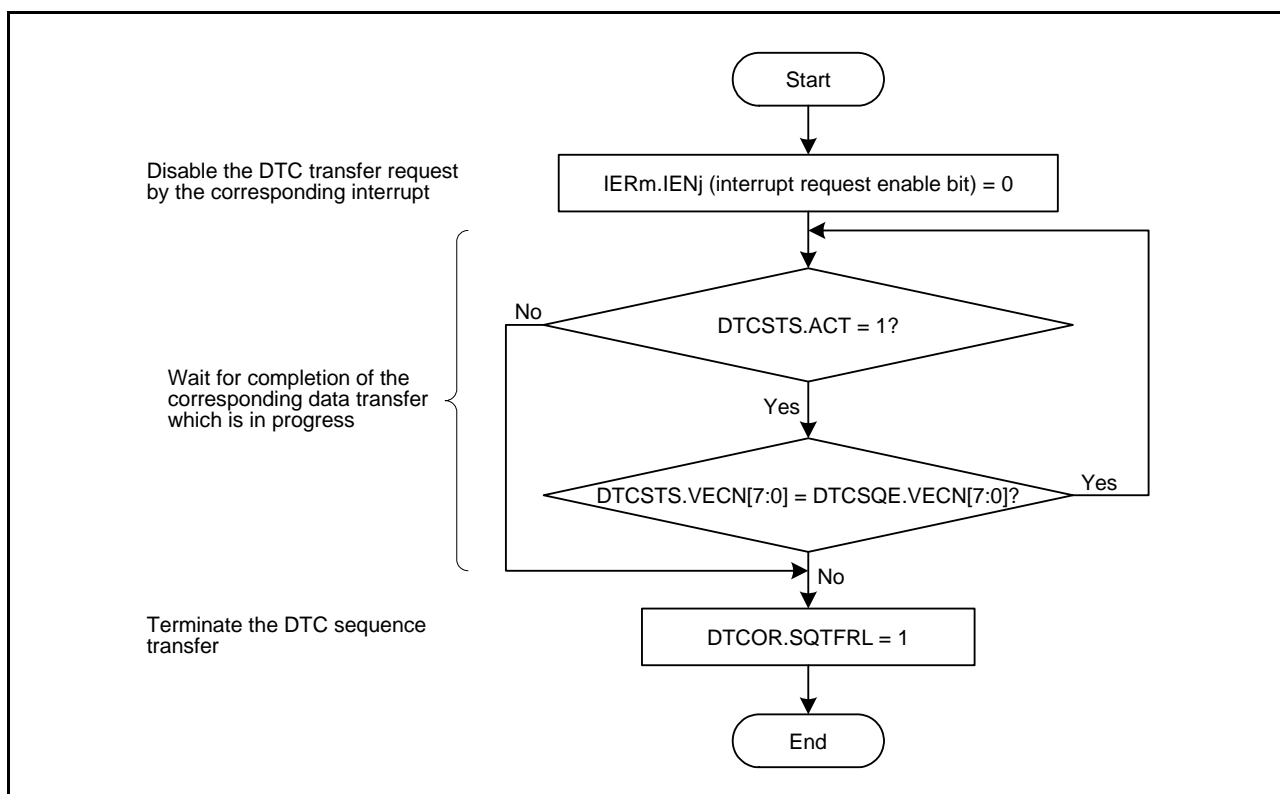 Start
Disable the DTC transfer request
by the corresponding interrupt
IERm.IENj (interrupt request enable bit) = 0
No
DTCSTS.ACT = 1?
Wait for completion of the
corresponding data transfer
which is in progress
Yes
DTCSTS.VECN[7:0] = DTCSQE.VECN[7:0]?
Yes
No
Terminate the DTC sequence
transfer
DTCOR.SQTFRL = 1
End